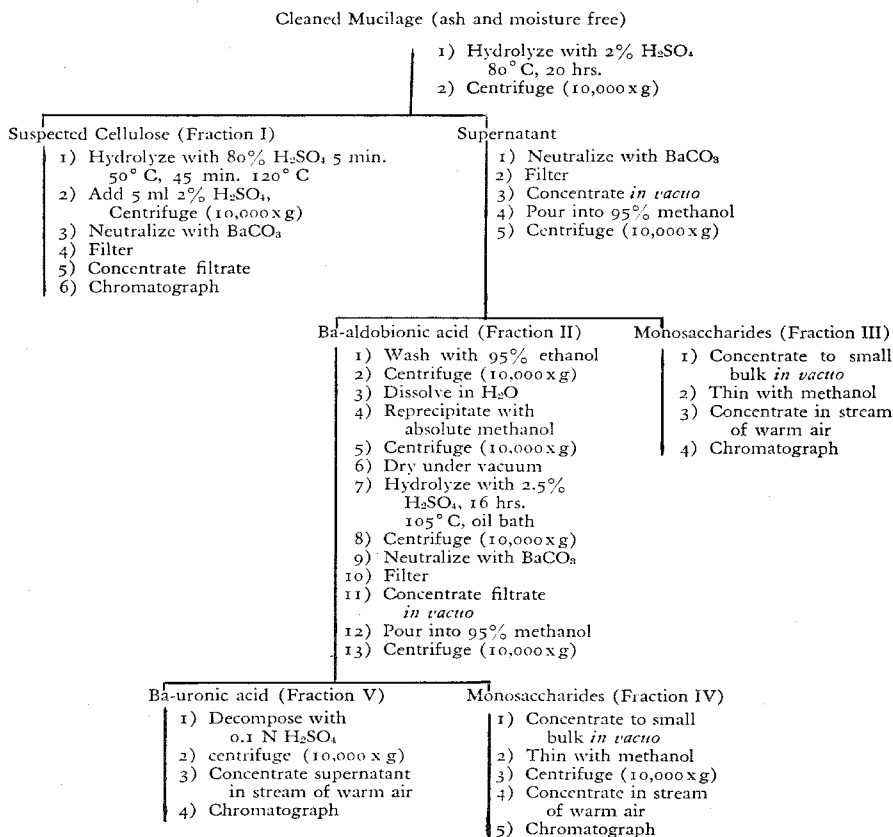 Cleaned Mucilage (ash and moisture free)
1) Hydrolyze with 2% H₂SO₄
80°C, 20 hrs.
2) Centrifuge (10,000 x g)
Suspected Cellulose (Fraction I)
1) Hydrolyze with 80% H₂SO₄ 5 min.
50°C, 45 min. 120°C
2) Add 5 ml 2% H₂SO₄,
Centrifuge (10,000 x g)
3) Neutralize with BaCO₃
4) Filter
5) Concentrate filtrate
6) Chromatograph
Supernatant
1) Neutralize with BaCO₃
2) Filter
3) Concentrate in vacuo
4) Pour into 95% methanol
5) Centrifuge (10,000 x g)
Ba-aldobionic acid (Fraction II)
1) Wash with 95% ethanol
2) Centrifuge (10,000 x g)
3) Dissolve in H₂O
4) Reprecipitate with
absolute methanol
5) Centrifuge (10,000 x g)
6) Dry under vacuum
7) Hydrolyze with 2.5%
H₂SO₄, 16 hrs.
105°C, oil bath
8) Centrifuge (10,000 x g)
9) Neutralize with BaCO₃
10) Filter
11) Concentrate filtrate
in vacuo
12) Pour into 95% methanol
13) Centrifuge (10,000 x g)
Monosaccharides (Fraction III)
1) Concentrate to small
bulk in vacuo
2) Thin with methanol
3) Concentrate in stream
of warm air
4) Chromatograph
Ba-uronic acid (Fraction V)
1) Decompose with
0.1 N H₂SO₄
2) centrifuge (10,000 x g)
3) Concentrate supernatant
in stream of warm air
4) Chromatograph
Monosaccharides (Fraction IV)
1) Concentrate to small
bulk in vacuo
2) Thin with methanol
3) Centrifuge (10,000 x g)
4) Concentrate in stream
of warm air
5) Chromatograph